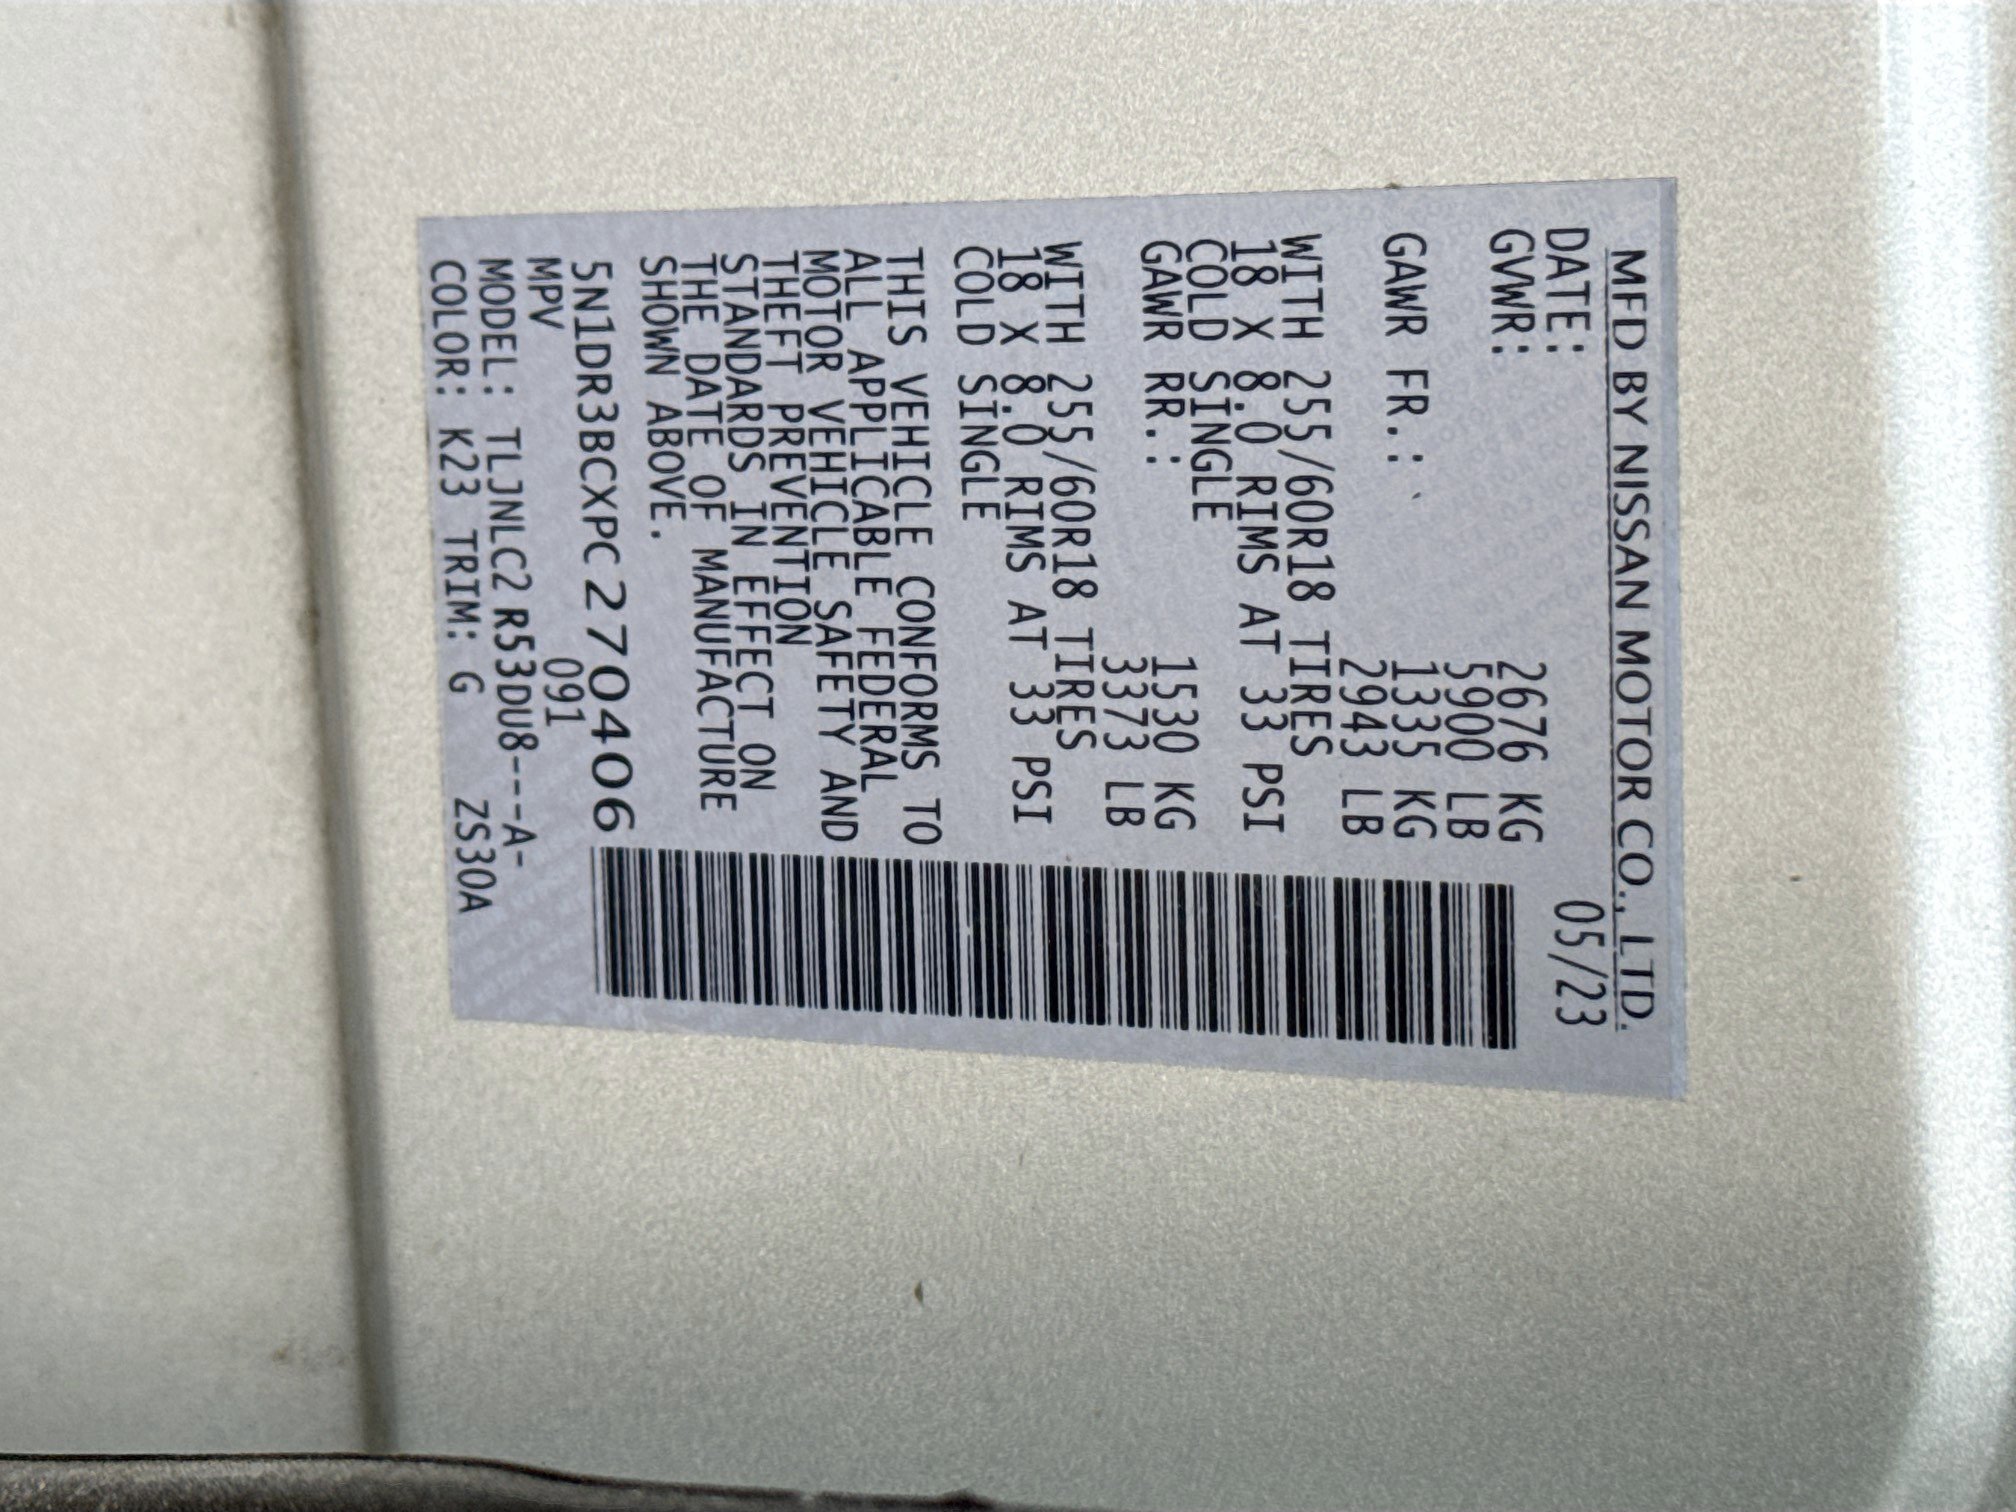 MFD BY NISSAN MOTOR CO., LTD.
DATE: 05/23
GVWR: 2676 KG
5900 LB
GAWR FR.: 1335 KG
2943 LB
WITH 255/60R18 TIRES
18 X 8.0 RIMS AT 33 PSI
COLD SINGLE
GAWR RR.: 1530 KG
3373 LB
WITH 255/60R18 TIRES
18 X 8.0 RIMS AT 33 PSI
COLD SINGLE
THIS VEHICLE CONFORMS TO
ALL APPLICABLE FEDERAL
MOTOR VEHICLE SAFETY AND
THEFT PREVENTION
STANDARDS IN EFFECT ON
THE DATE OF MANUFACTURE
SHOWN ABOVE.
5N1DR3BCXPC270406
MPV 091
MODEL: TLJNLC2 R53DU8---A-
COLOR: K23 TRIM: G ZS30A